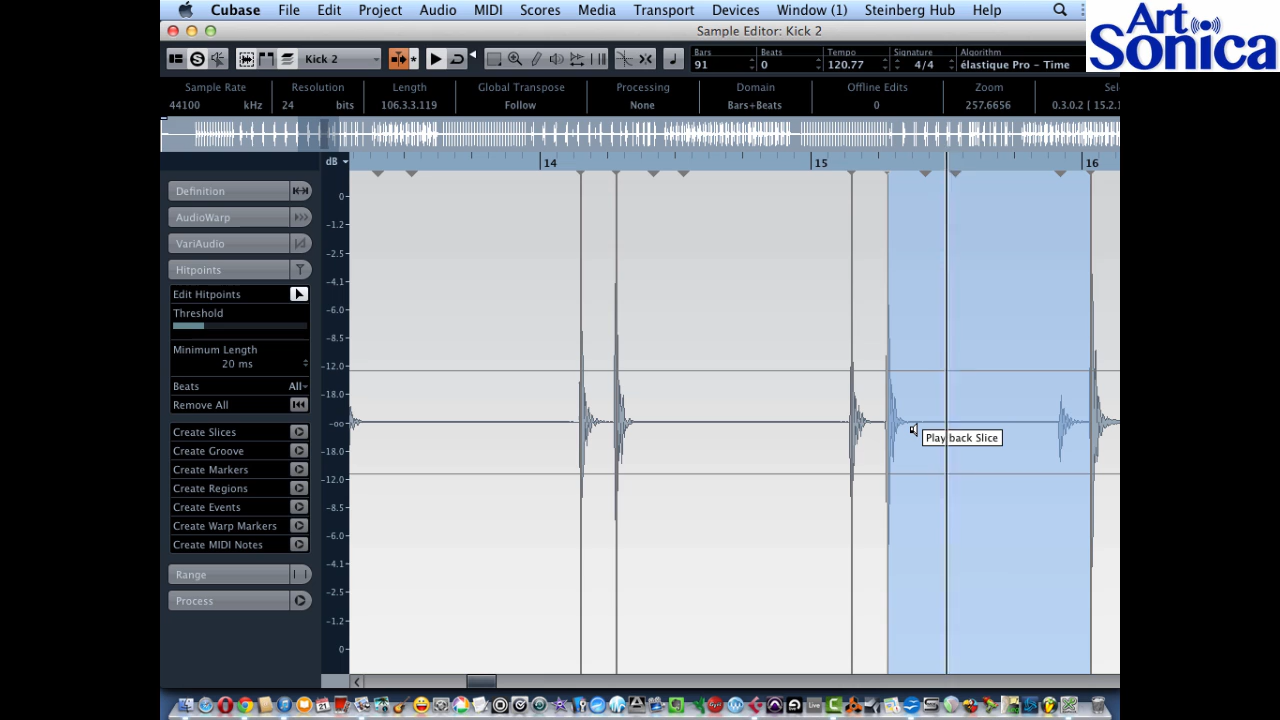 Cubase File Edit Project Audio MIDI Scores Media Transport Devices Window (1) Steinberg Hub Help
Art
Sonica
Sample Editor: Kick 2
Kick 2
Bars Beats Tempo Signature Algorithm
91 0 120.77 4/4 élastique Pro - Time
Sample Rate Resolution Length Global Transpose Processing Domain Offline Edits Zoom Sel
44100 kHz 24 bits 106.3.3.119 Follow None Bars+Beats 0 257.6656 0.3.0.2 [ 15.2.1
dB 14 15 16
Definition
AudioWarp
VariAudio
Hitpoints
Edit Hitpoints
Threshold
Minimum Length
20 ms
Beats All
Remove All
Create Slices
Create Groove
Create Markers
Create Regions
Create Events
Create Warp Markers
Create MIDI Notes
Range
Process
0
-1.2
-2.5
-4.1
-6.0
-8.5
-12.0
-18.0
-oo
-18.0
-12.0
-8.5
-6.0
-4.1
-2.5
-1.2
0
Playback Slice